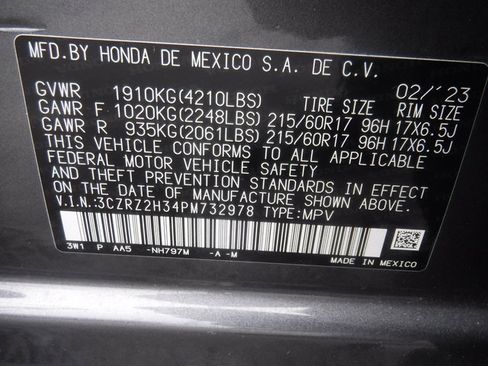 MFD.BY HONDA DE MEXICO S.A. DE C.V.
02/'23
GVWR 1910KG(4210LBS) TIRE SIZE RIM SIZE
GAWR F 1020KG(2248LBS) 215/60R17 96H 17X6.5J
GAWR R 935KG(2061LBS) 215/60R17 96H 17X6.5J
THIS VEHICLE CONFORMS TO ALL APPLICABLE
FEDERAL MOTOR VEHICLE SAFETY, BUMPER,
AND THEFT PREVENTION STANDARDS IN EFFECT
ON THE DATE OF MANUFACTURE SHOWN ABOVE.
V.I.N.:3CZRZ2H34PM732978 TYPE:MPV
3W1 P AA5 -NH797M -A -M
MADE IN MEXICO